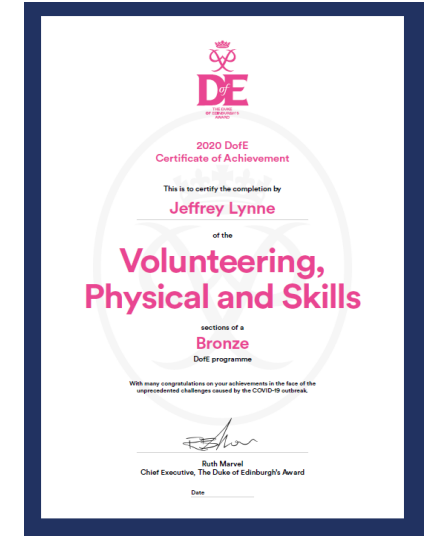 DofE
THE DUKE
OF EDINBURGH'S
AWARD
2020 DofE
Certificate of Achievement
This is to certify the completion by
Jeffrey Lynne
of the
Volunteering,
Physical and Skills
sections of a
Bronze
DofE programme
With many congratulations on your achievements in the face of the
unprecedented challenges caused by the COVID-19 outbreak.
Ruth Marvel
Chief Executive, The Duke of Edinburgh's Award
Date